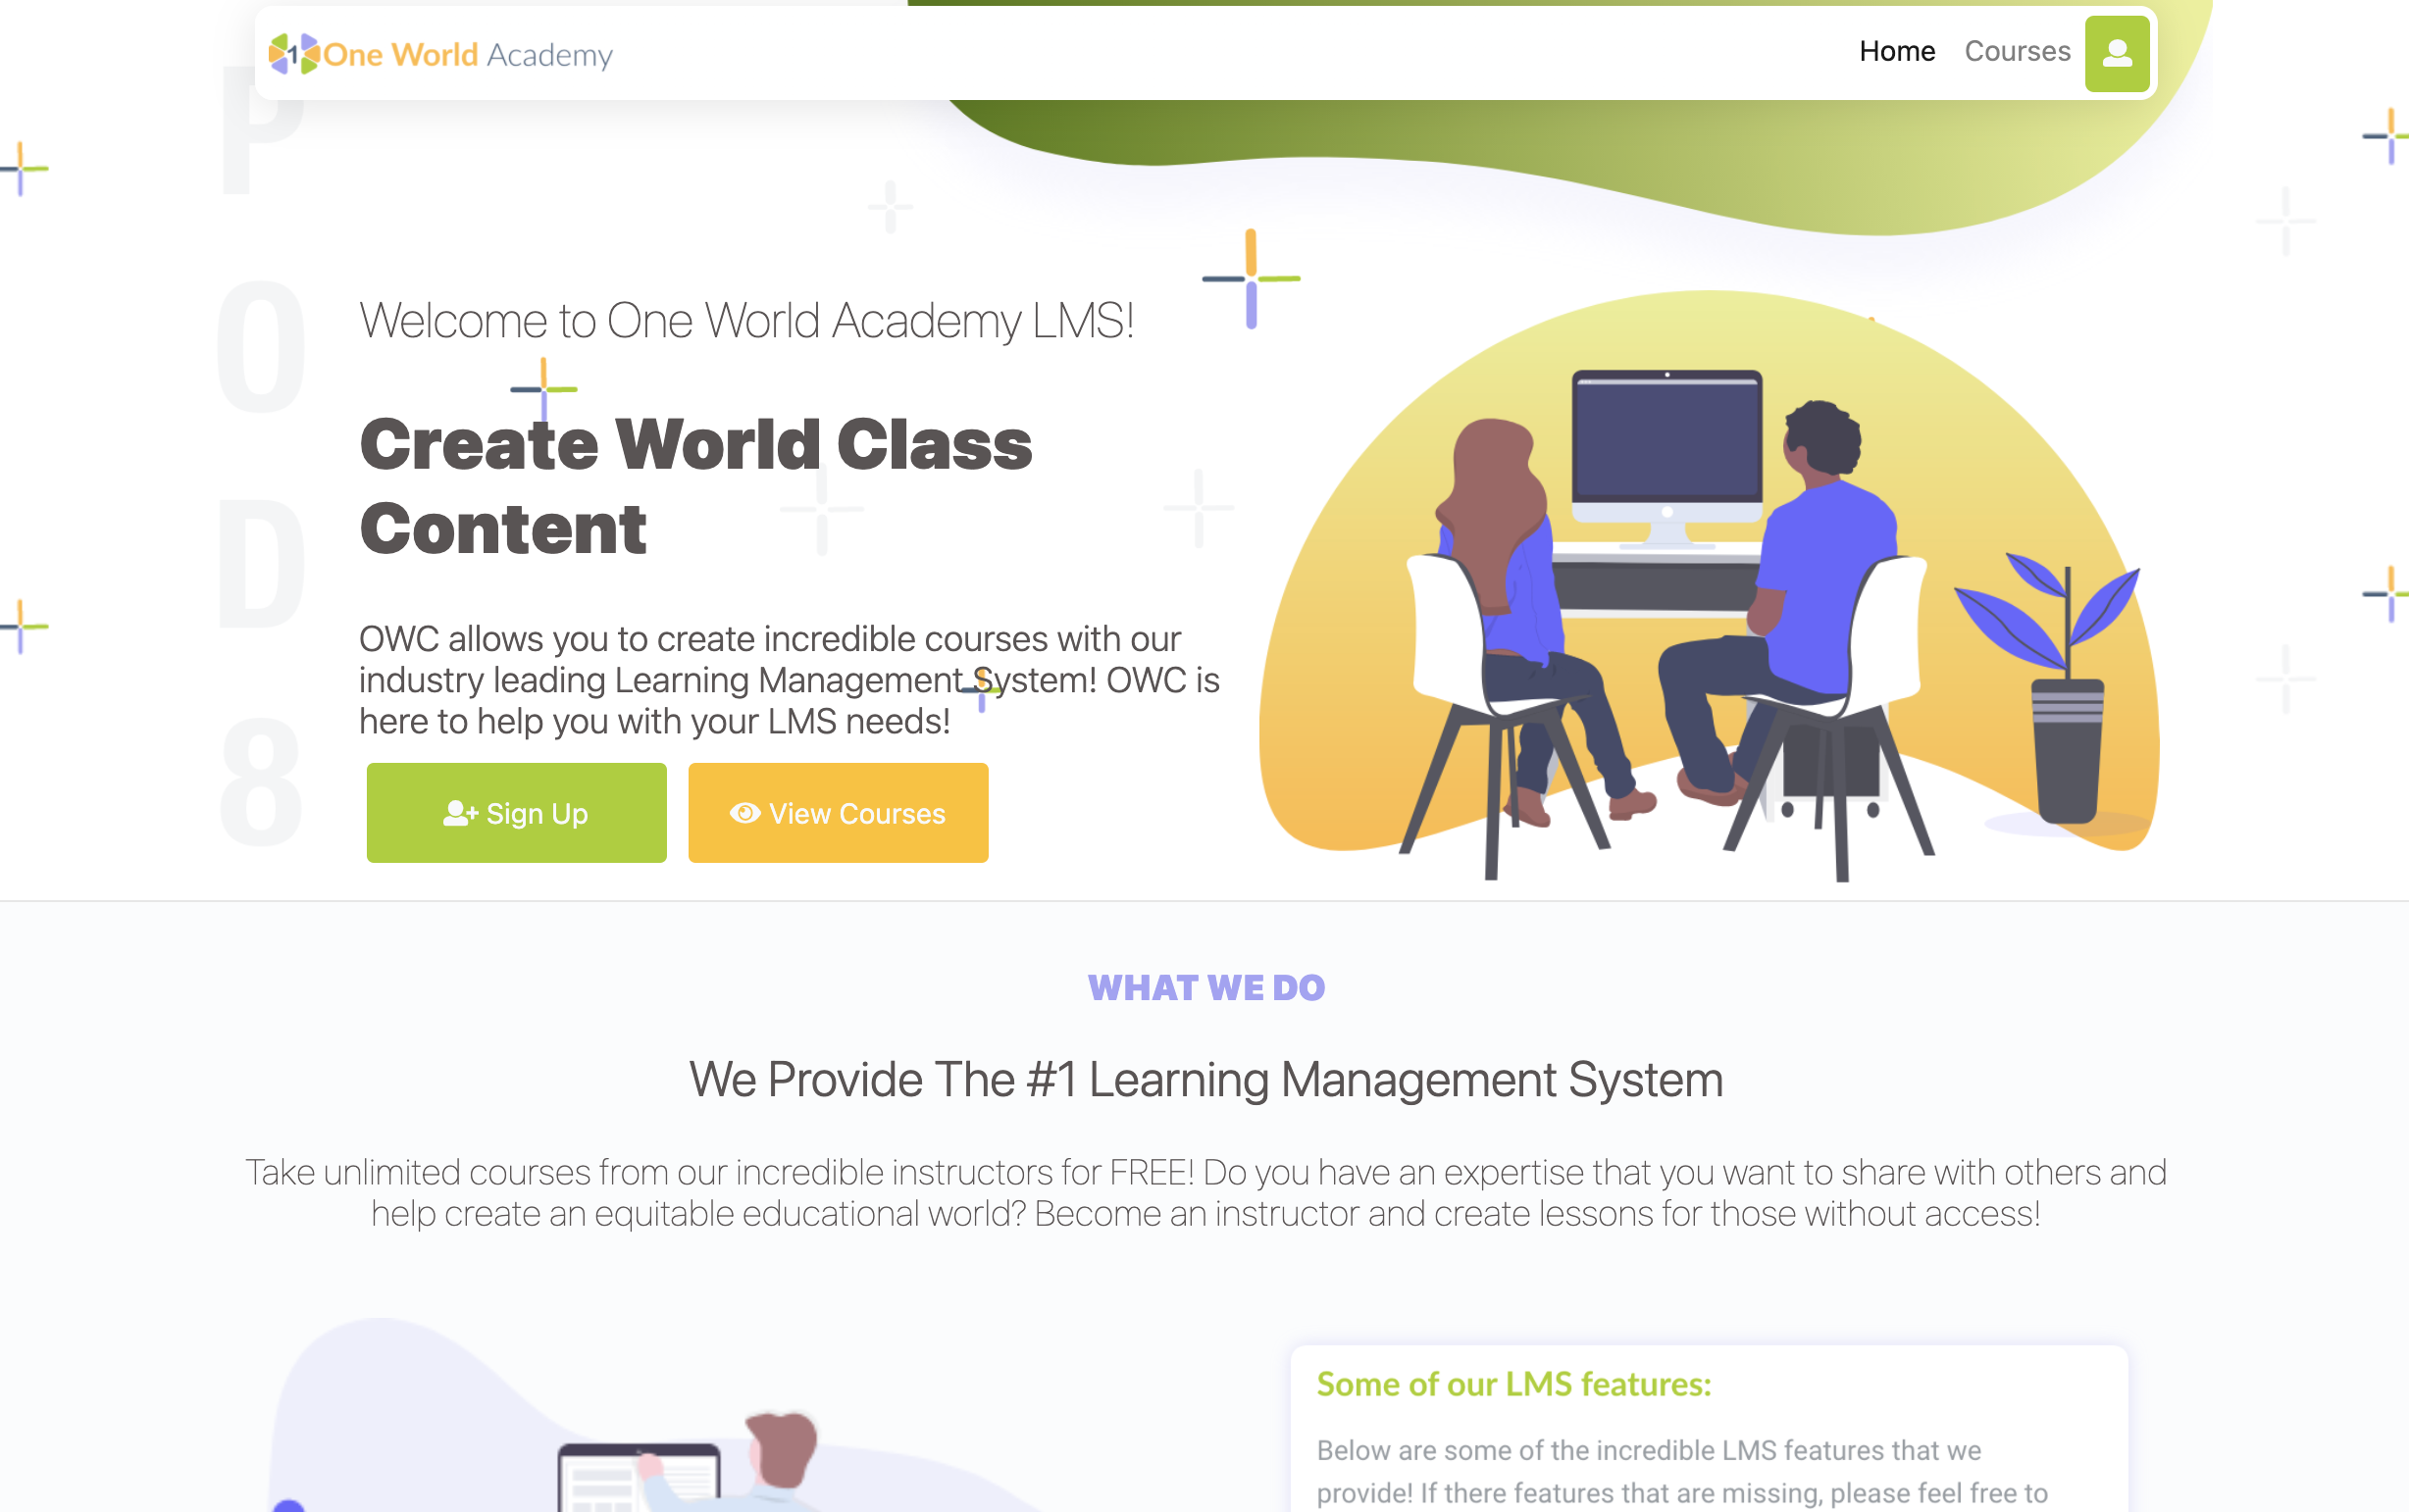 1 One World Academy
Home
Courses
P
O
D
8
Welcome to One World Academy LMS!
Create World Class
Content
OWC allows you to create incredible courses with our
industry leading Learning Management System! OWC is
here to help you with your LMS needs!
Sign Up
View Courses
WHAT WE DO
We Provide The #1 Learning Management System
Take unlimited courses from our incredible instructors for FREE! Do you have an expertise that you want to share with others and
help create an equitable educational world? Become an instructor and create lessons for those without access!
Some of our LMS features:
Below are some of the incredible LMS features that we
provide! If there features that are missing, please feel free to